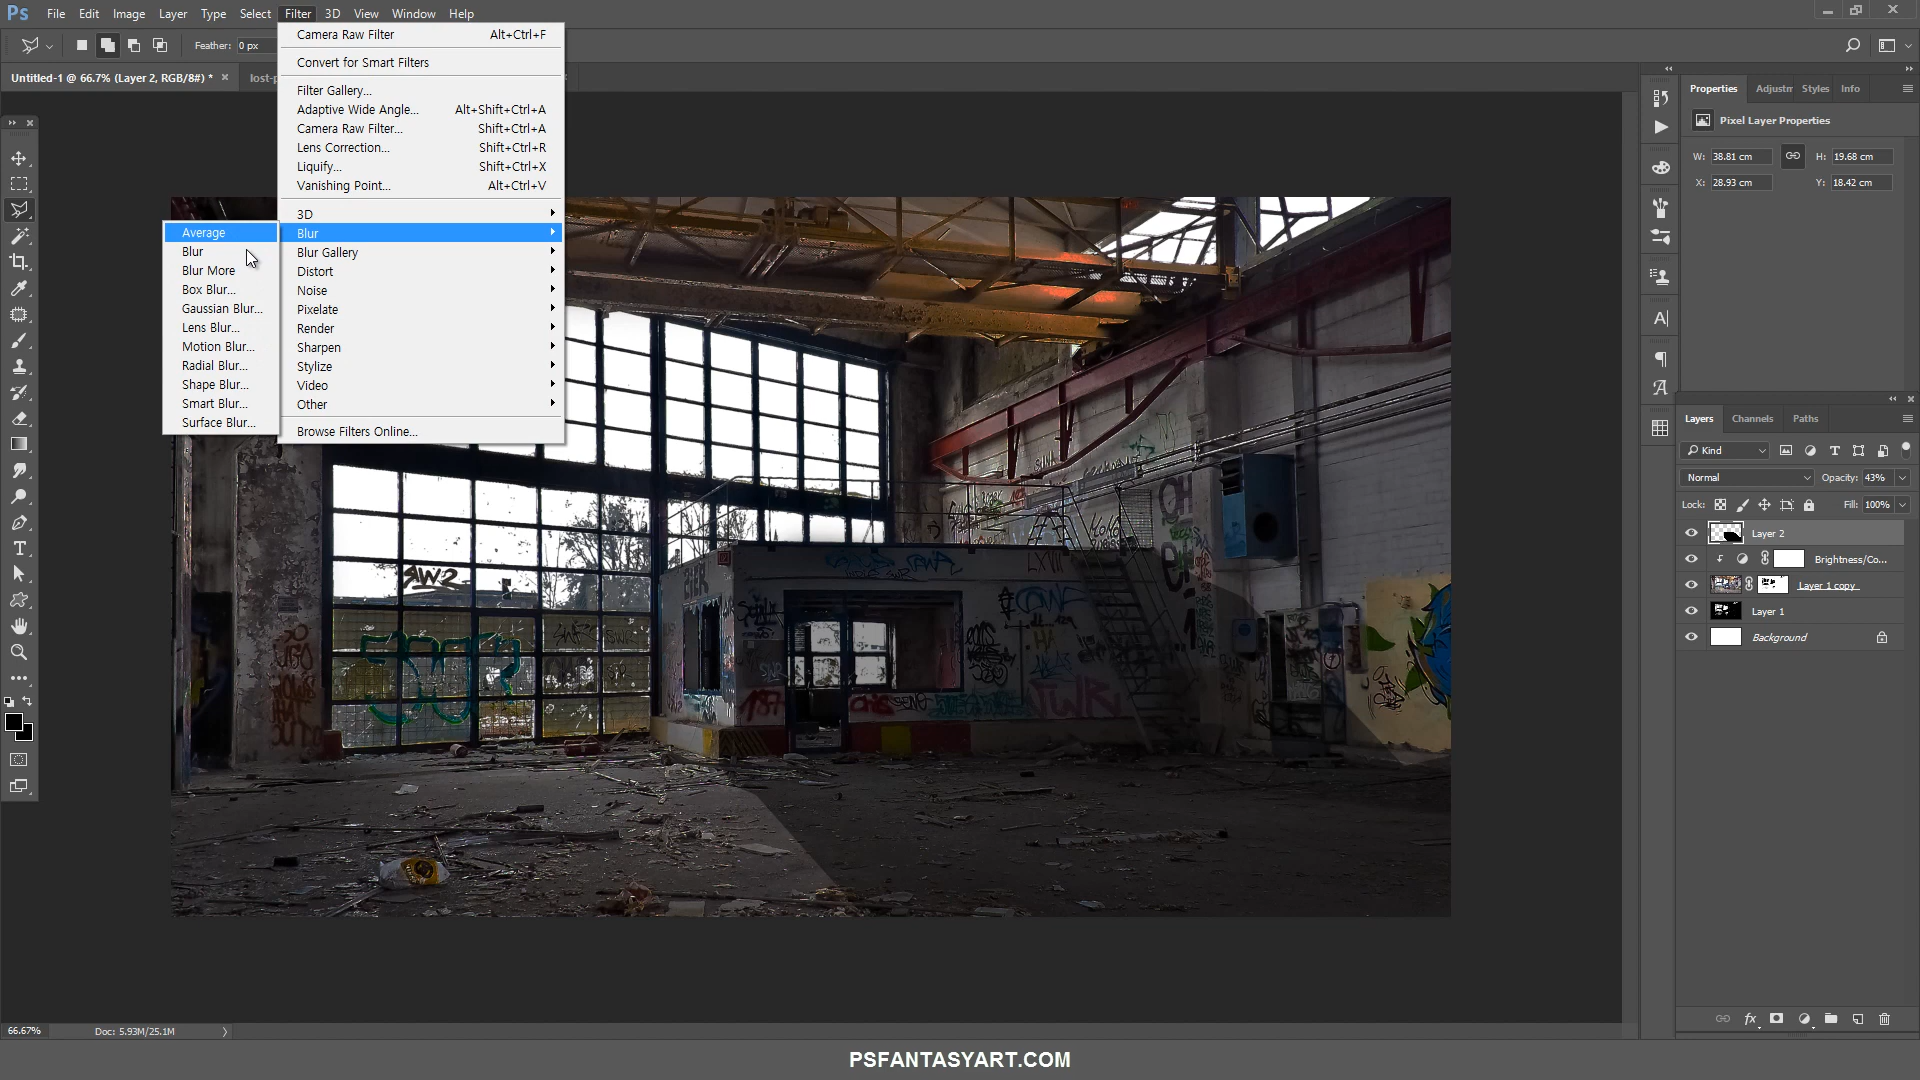 Ps File Edit Image Layer Type Select Filter 3D View Window Help
Feather: 0 px
Untitled-1 @ 66.7% (Layer 2, RGB/8#) * × lost-p
Camera Raw Filter Alt+Ctrl+F
Convert for Smart Filters
Filter Gallery...
Adaptive Wide Angle... Alt+Shift+Ctrl+A
Camera Raw Filter... Shift+Ctrl+A
Lens Correction... Shift+Ctrl+R
Liquify... Shift+Ctrl+X
Vanishing Point... Alt+Ctrl+V
3D
Blur
Blur Gallery
Distort
Noise
Pixelate
Render
Sharpen
Stylize
Video
Other
Browse Filters Online...
Average
Blur
Blur More
Box Blur...
Gaussian Blur...
Lens Blur...
Motion Blur...
Radial Blur...
Shape Blur...
Smart Blur...
Surface Blur...
Properties Adjustm Styles Info
Pixel Layer Properties
W: 38.81 cm H: 19.68 cm
X: 28.93 cm Y: 18.42 cm
Layers Channels Paths
Kind
Normal Opacity: 43%
Lock: Fill: 100%
Layer 2
Brightness/Co...
Layer 1 copy
Layer 1
Background
66.67% Doc: 5.93M/25.1M
PSFANTASYART.COM